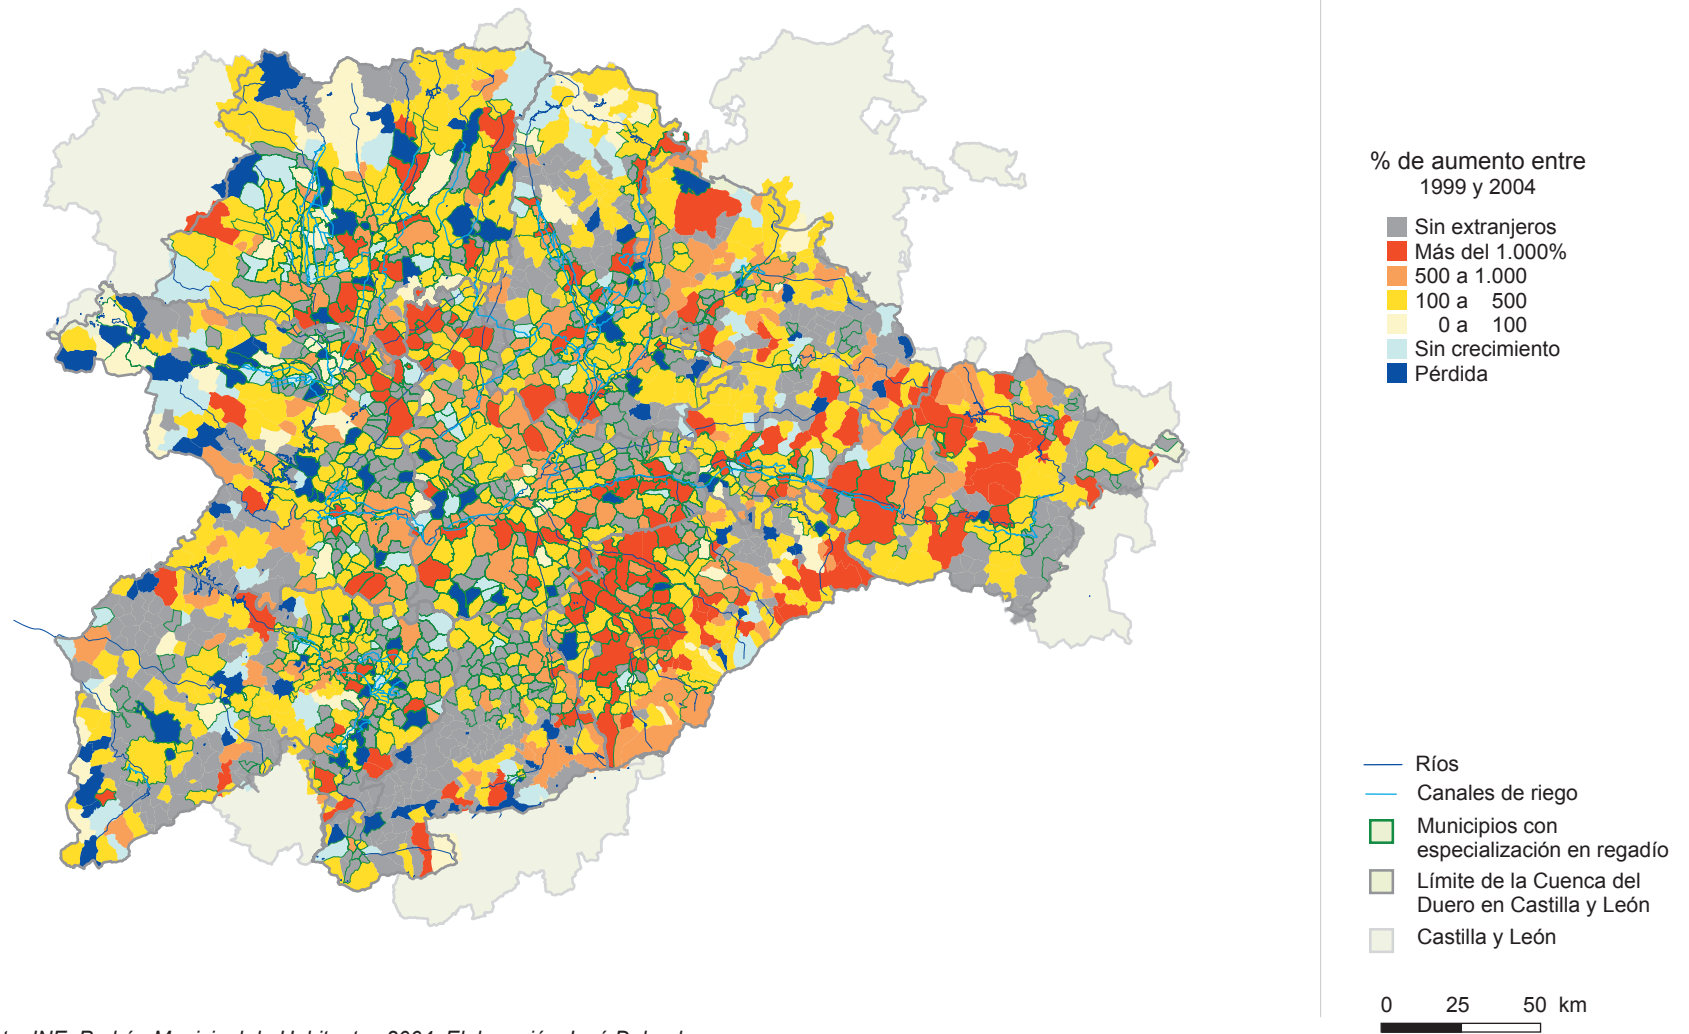 % de aumento entre
1999 y 2004
Sin extranjeros
Más del 1.000%
500 a 1.000
100 a 500
0 a 100
Sin crecimiento
Pérdida
Ríos
Canales de riego
Municipios con
especialización en regadío
Límite de la Cuenca del
Duero en Castilla y León
Castilla y León
0 25 50 km